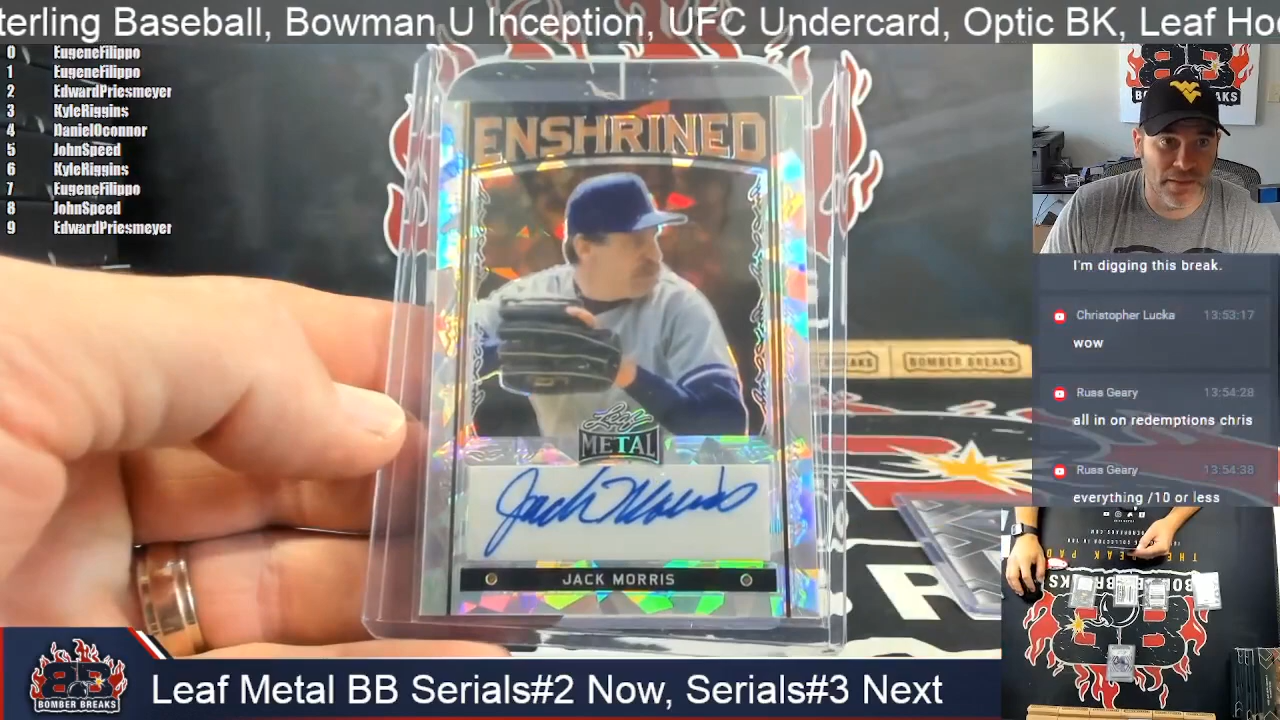 terling Baseball, Bowman U Inception, UFC Undercard, Optic BK, Leaf Ho
0 EugeneFilippo
1 EugeneFilippo
2 EdwardPriesmeyer
3 KyleRiggins
4 DanielOconnor
5 JohnSpeed
6 KyleRiggins
7 EugeneFilippo
8 JohnSpeed
9 EdwardPriesmeyer
ENSHRINED
Leaf
METAL
Jack Morris
JACK MORRIS
BOMBER BREAKS
I'm digging this break.
Christopher Lucka 13:53:17
wow
Russ Geary 13:54:28
all in on redemptions chris
Russ Geary 13:54:38
everything /10 or less
BB
BOMBER BREAKS
Leaf Metal BB Serials#2 Now, Serials#3 Next